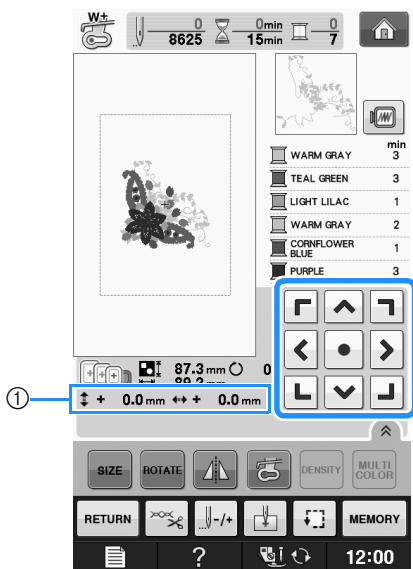 W±
0 0min 0
8625 15min 7
min
WARM GRAY 3
TEAL GREEN 3
LIGHT LILAC 1
WARM GRAY 2
CORNFLOWER BLUE 1
PURPLE 3
87.3 mm 0
① + 0.0 mm + 0.0 mm
SIZE ROTATE DENSITY MULTI COLOR
RETURN -/+ MEMORY
? 12:00